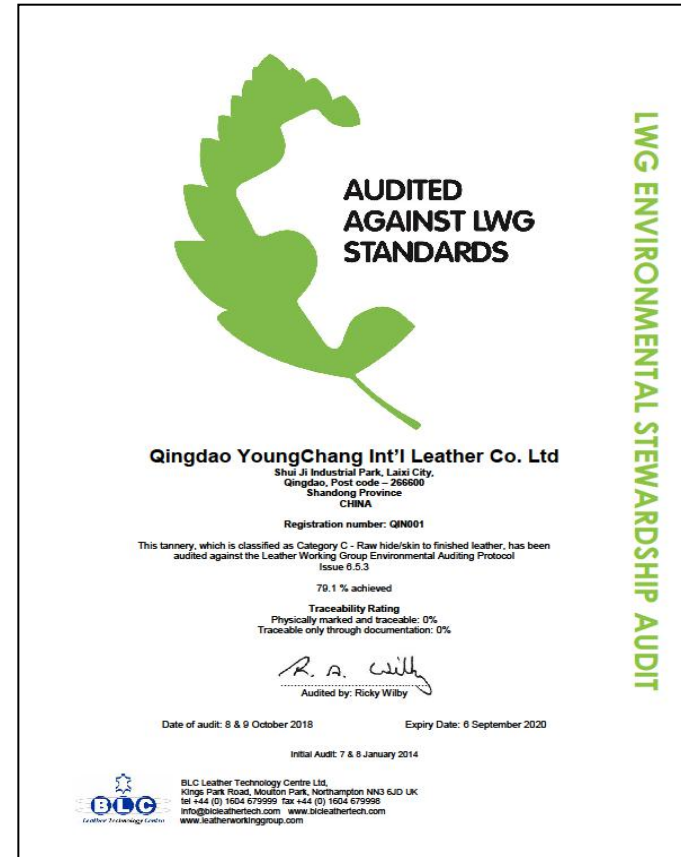 AUDITED
AGAINST LWG
STANDARDS
LWG ENVIRONMENTAL STEWARDSHIP AUDIT
Qingdao YoungChang Int'l Leather Co. Ltd
Shui Ji Industrial Park, Laixi City,
Qingdao, Post code – 266600
Shandong Province
CHINA
Registration number: QIN001
This tannery, which is classified as Category C - Raw hide/skin to finished leather, has been
audited against the Leather Working Group Environmental Auditing Protocol
Issue 6.5.3
79.1 % achieved
Traceability Rating
Physically marked and traceable: 0%
Traceable only through documentation: 0%
R. A. Wilby
Audited by: Ricky Wilby
Date of audit: 8 & 9 October 2018 Expiry Date: 6 September 2020
Initial Audit: 7 & 8 January 2014
BLC
Leather Technology Centre
BLC Leather Technology Centre Ltd,
Kings Park Road, Moulton Park, Northampton NN3 6JD UK
tel +44 (0) 1604 679999 fax +44 (0) 1604 679998
info@blcleathertech.com www.blcleathertech.com
www.leatherworkinggroup.com